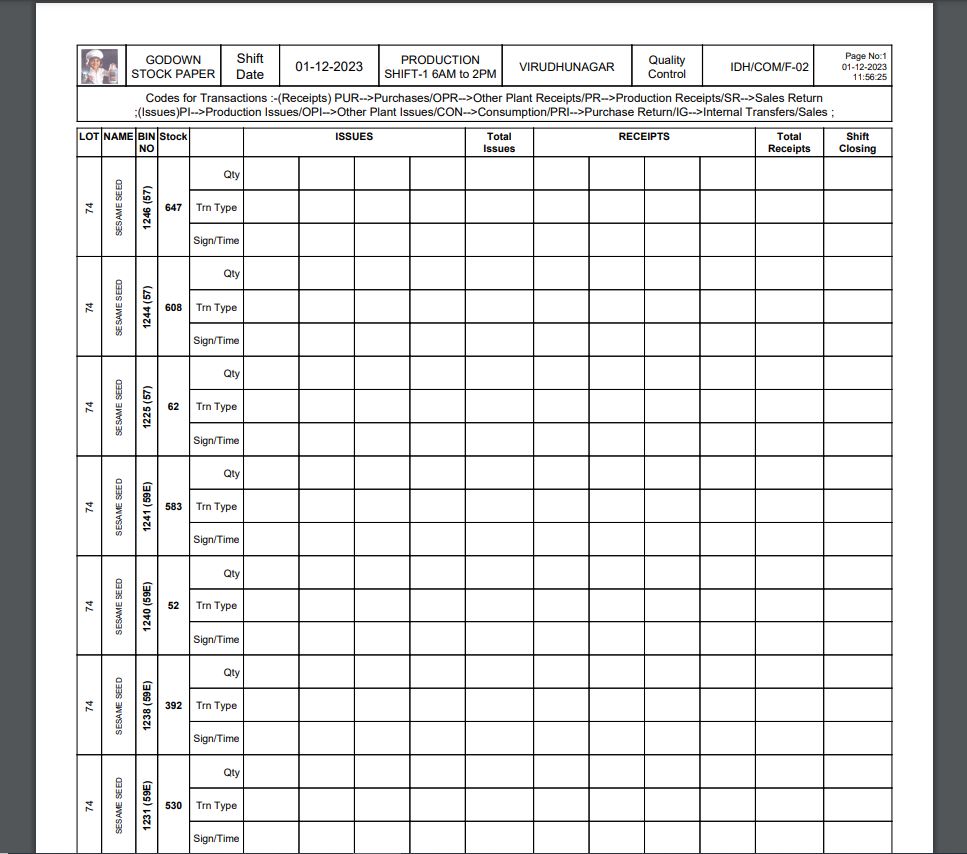 GODOWN
STOCK PAPER
Shift
Date
01-12-2023
PRODUCTION
SHIFT-1 6AM to 2PM
VIRUDHUNAGAR
Quality
Control
IDH/COM/F-02
Page No:1
01-12-2023
11:56:25
Codes for Transactions :-(Receipts) PUR-->Purchases/OPR-->Other Plant Receipts/PR-->Production Receipts/SR-->Sales Return
;(Issues)PI-->Production Issues/OPI-->Other Plant Issues/CON-->Consumption/PRI-->Purchase Return/IG-->Internal Transfers/Sales ;
LOT NAME BIN NO Stock ISSUES Total Issues RECEIPTS Total Receipts Shift Closing
74 SESAME SEED 1246 (57) 647
Qty
Trn Type
Sign/Time
74 SESAME SEED 1244 (57) 608
Qty
Trn Type
Sign/Time
74 SESAME SEED 1225 (57) 62
Qty
Trn Type
Sign/Time
74 SESAME SEED 1241 (59E) 583
Qty
Trn Type
Sign/Time
74 SESAME SEED 1240 (59E) 52
Qty
Trn Type
Sign/Time
74 SESAME SEED 1238 (59E) 392
Qty
Trn Type
Sign/Time
74 SESAME SEED 1231 (59E) 530
Qty
Trn Type
Sign/Time